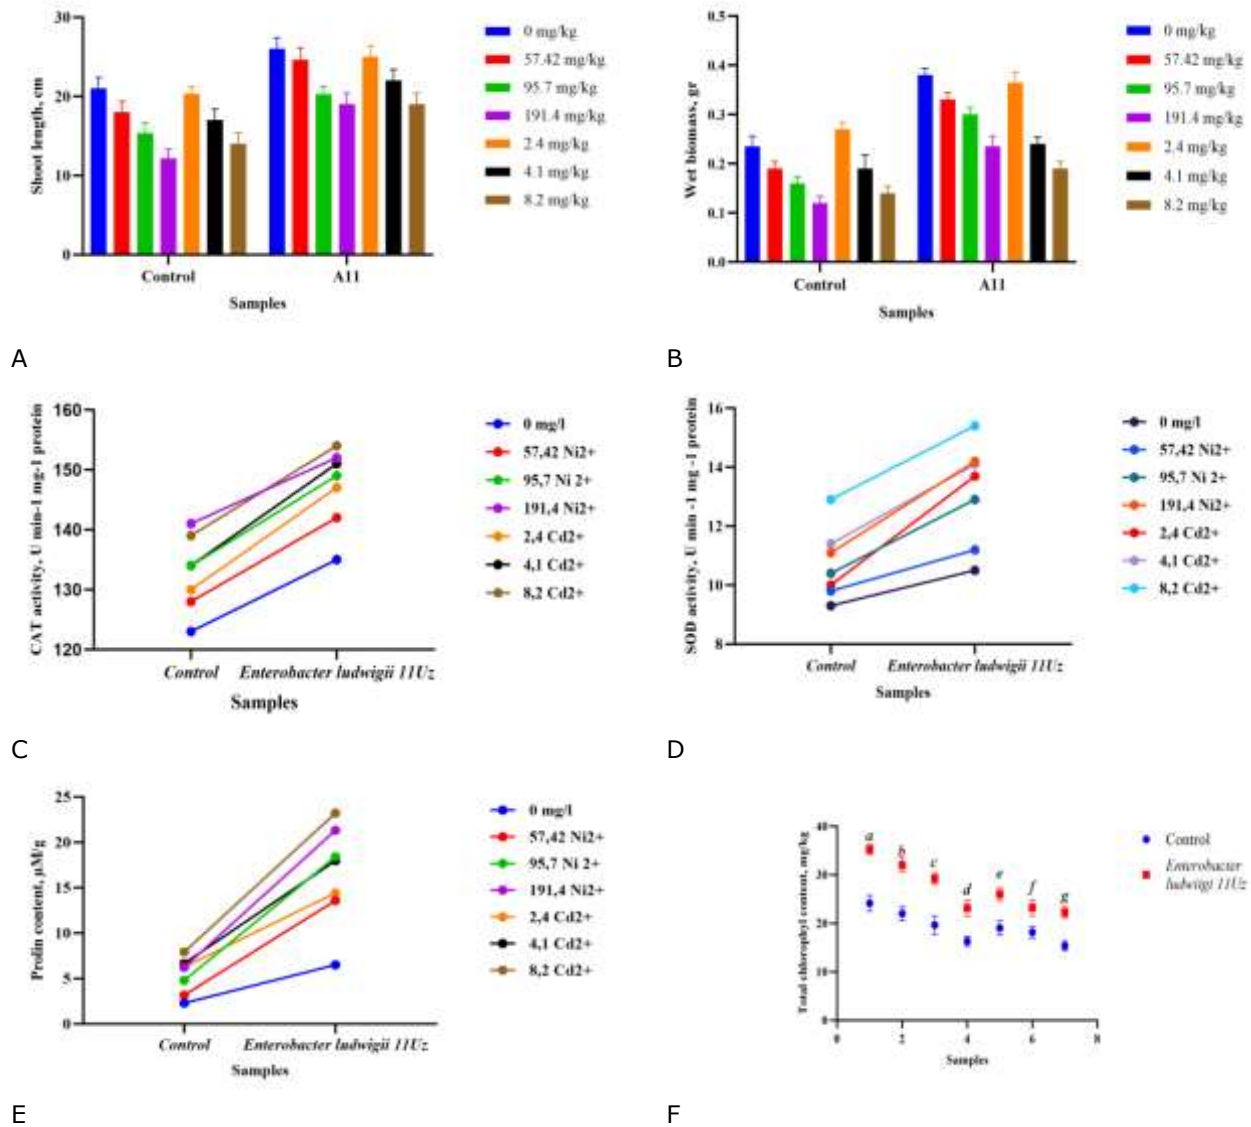 30
20
10
0
Shoot length, cm
Control
A11
Samples
0 mg/kg
57.42 mg/kg
95.7 mg/kg
191.4 mg/kg
2.4 mg/kg
4.1 mg/kg
8.2 mg/kg
A
0.5
0.4
0.3
0.2
0.1
0.0
Wet biomass, gr
Control
A11
Samples
0 mg/kg
57.42 mg/kg
95.7 mg/kg
191.4 mg/kg
2.4 mg/kg
4.1 mg/kg
8.2 mg/kg
B
160
150
140
130
120
CAT activity, U min-1 mg-1 protein
Control
Enterobacter ludwigii 11Uz
Samples
0 mg/l
57,42 Ni2+
95,7 Ni 2+
191,4 Ni2+
2,4 Cd2+
4,1 Cd2+
8,2 Cd2+
C
16
14
12
10
8
SOD activity, U min -1 mg -1 protein
Control
Enterobacter ludwigii 11Uz
Samples
0 mg/l
57,42 Ni2+
95,7 Ni 2+
191,4 Ni2+
2,4 Cd2+
4,1 Cd2+
8,2 Cd2+
D
25
20
15
10
5
0
Prolin content, µM/g
Control
Enterobacter ludwigii 11Uz
Samples
0 mg/l
57,42 Ni2+
95,7 Ni 2+
191,4 Ni2+
2,4 Cd2+
4,1 Cd2+
8,2 Cd2+
E
40
30
20
10
0
Total chlorophyl content, mg/kg
a
b
c
d
e
f
g
0
2
4
6
8
Samples
Control
Enterobacter
ludwiigi 11Uz
F